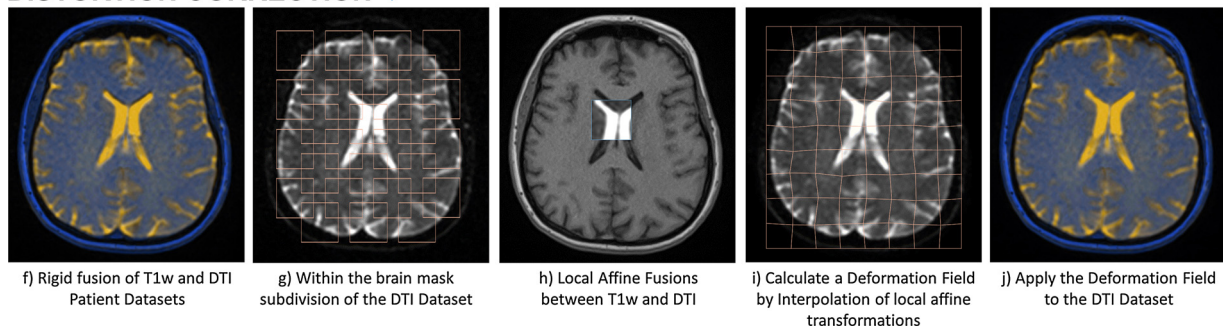 f) Rigid fusion of T1w and DTI
Patient Datasets
g) Within the brain mask
subdivision of the DTI Dataset
h) Local Affine Fusions
between T1w and DTI
i) Calculate a Deformation Field
by Interpolation of local affine
transformations
j) Apply the Deformation Field
to the DTI Dataset